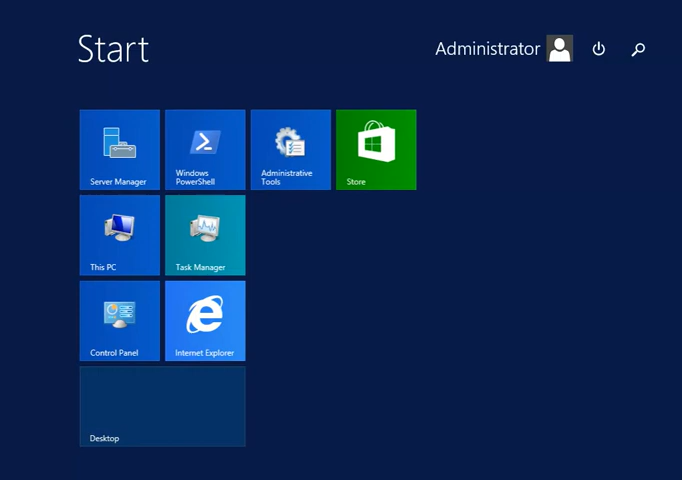 Start
Administrator
Server Manager
Windows
PowerShell
Administrative
Tools
Store
This PC
Task Manager
Control Panel
Internet Explorer
Desktop